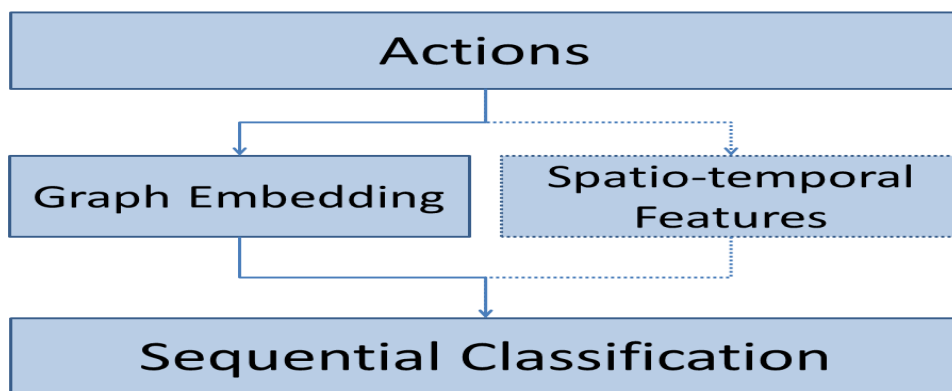 Actions
Graph Embedding
Spatio-temporal
Features
Sequential Classification